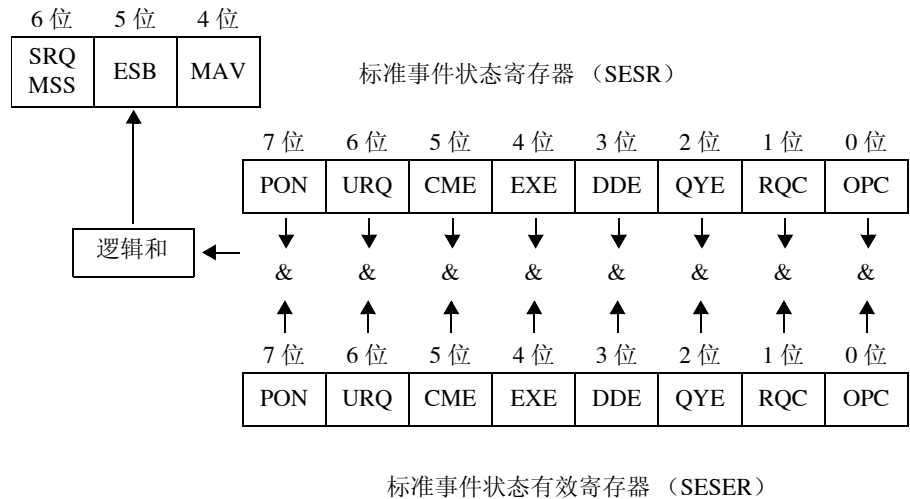 6 位 5 位 4 位
SRQ MSS ESB MAV
标准事件状态寄存器 (SESR)
7 位 6 位 5 位 4 位 3 位 2 位 1 位 0 位
PON URQ CME EXE DDE QYE RQC OPC
逻辑和
& & & & & & & &
7 位 6 位 5 位 4 位 3 位 2 位 1 位 0 位
PON URQ CME EXE DDE QYE RQC OPC
标准事件状态有效寄存器 (SESER)